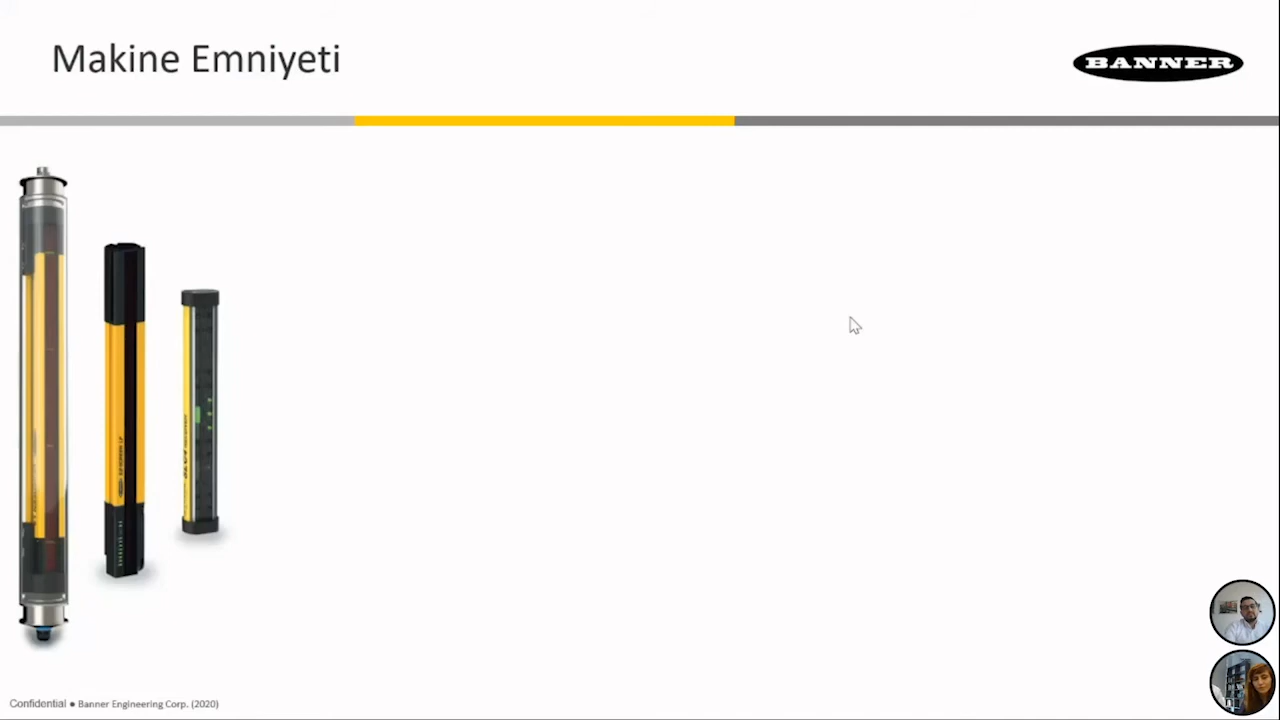 Makine Emniyeti
BANNER
Confidential ● Banner Engineering Corp. (2020)